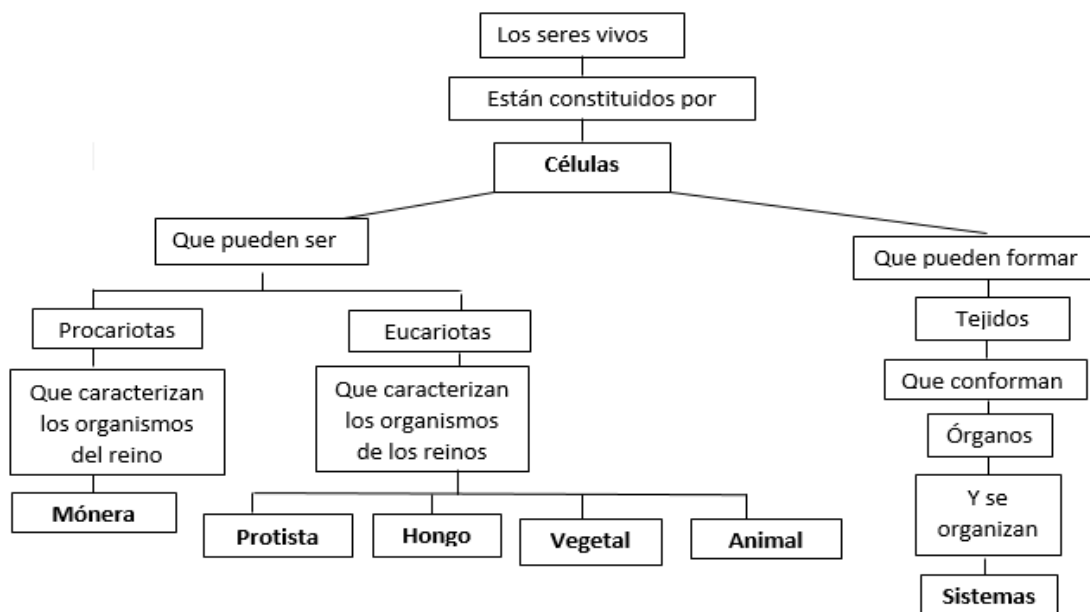 Los seres vivos
Están constituidos por
Células
Que pueden ser
Procariotas
Que caracterizan
los organismos
del reino
Mónera
Eucariotas
Que caracterizan
los organismos
de los reinos
Protista
Hongo
Vegetal
Animal
Que pueden formar
Tejidos
Que conforman
Órganos
Y se
organizan
Sistemas